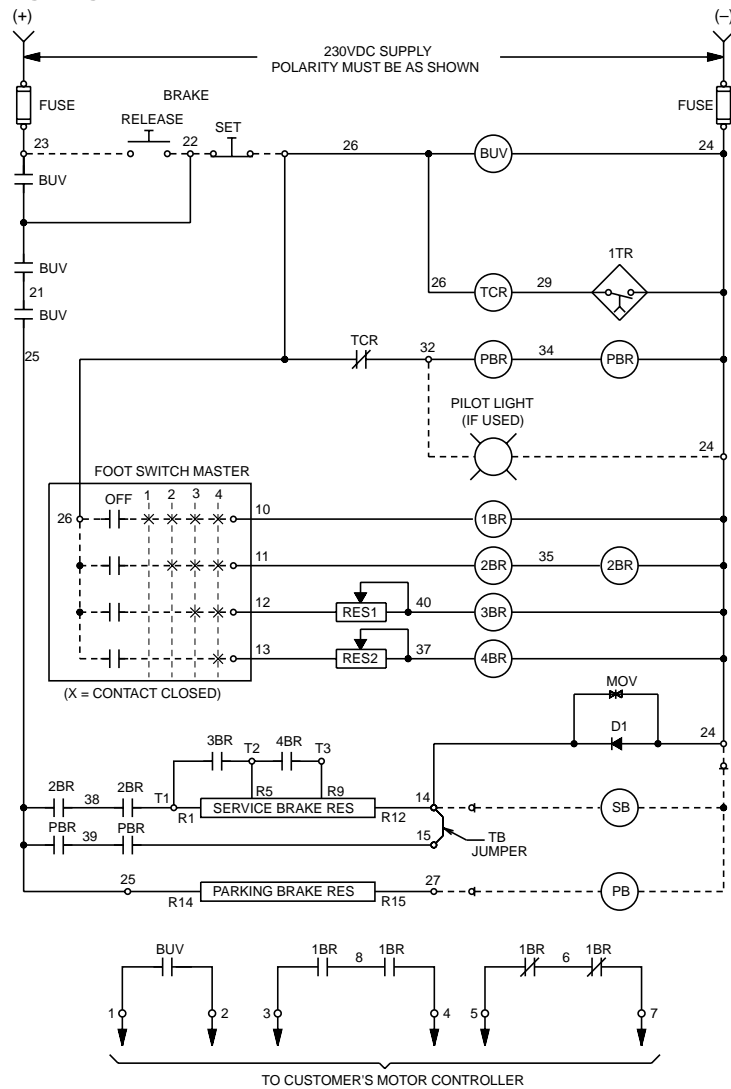 (+) (–)
230VDC SUPPLY
POLARITY MUST BE AS SHOWN
FUSE BRAKE FUSE
RELEASE SET
23 22 26 BUV 24
BUV
BUV
21
BUV
1TR
26 TCR 29
25
TCR 32 PBR 34 PBR
PILOT LIGHT
(IF USED)
24
FOOT SWITCH MASTER
OFF 1 2 3 4
26 10 1BR
11 2BR 35 2BR
12 RES1 40 3BR
13 RES2 37 4BR
(X = CONTACT CLOSED)
MOV
D1 24
3BR T2 4BR T3
2BR 38 2BR T1 R1 SERVICE BRAKE RES R5 R9 R12 14 SB
PBR 39 PBR 15
TB
JUMPER
25 R14 PARKING BRAKE RES R15 27 PB
BUV 1BR 8 1BR 1BR 6 1BR
1 2 3 4 5 7
TO CUSTOMER'S MOTOR CONTROLLER